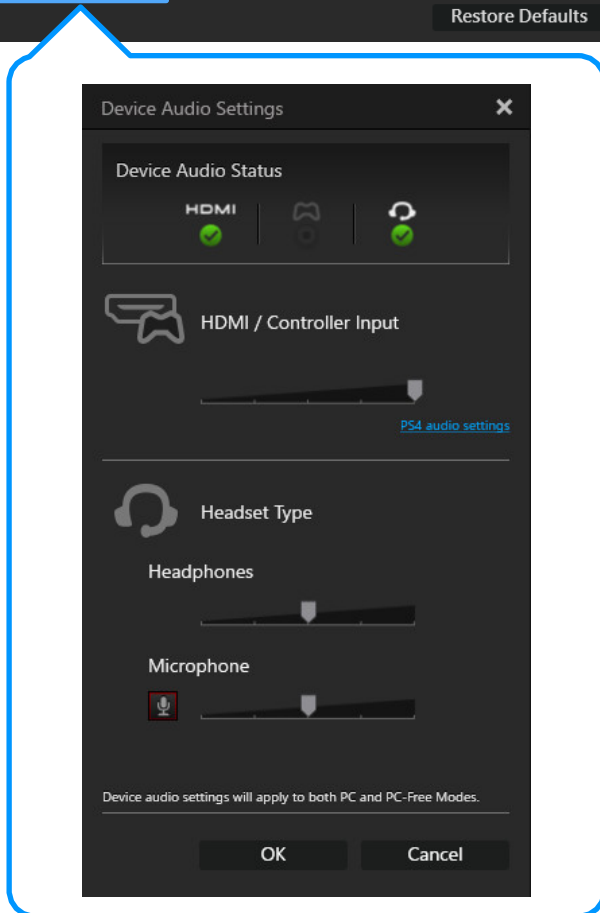 Restore Defaults
Device Audio Settings
Device Audio Status
HDMI
HDMI / Controller Input
PS4 audio settings
Headset Type
Headphones
Microphone
Device audio settings will apply to both PC and PC-Free Modes.
OK Cancel